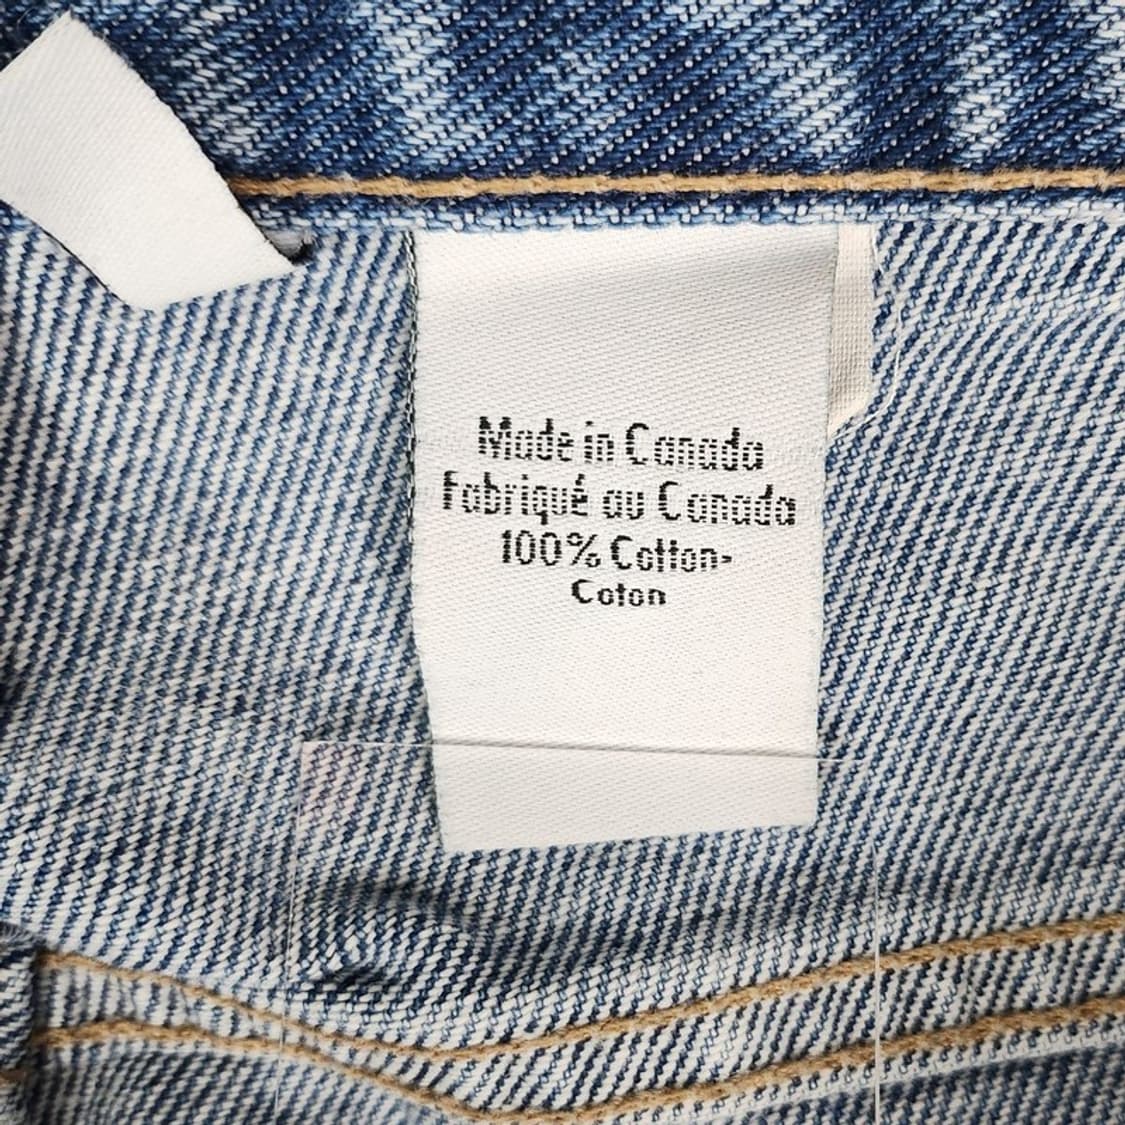 Made in Canada
Fabriqué au Canada
100% Cotton-
Coton